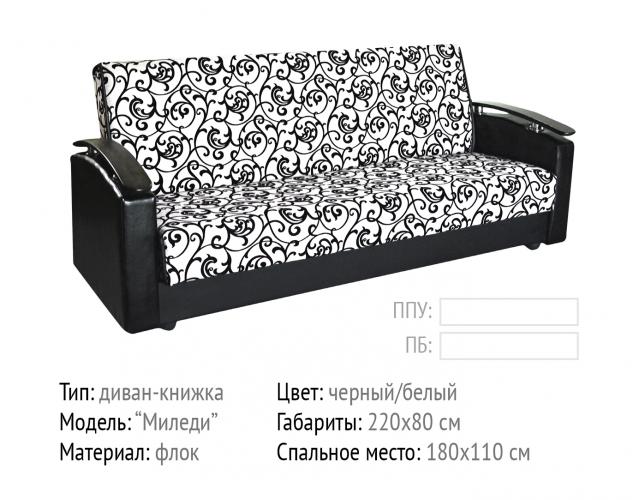 ППУ:
ПБ:
Тип: диван-книжка
Модель: “Миледи”
Материал: флок
Цвет: черный/белый
Габариты: 220х80 см
Спальное место: 180х110 см